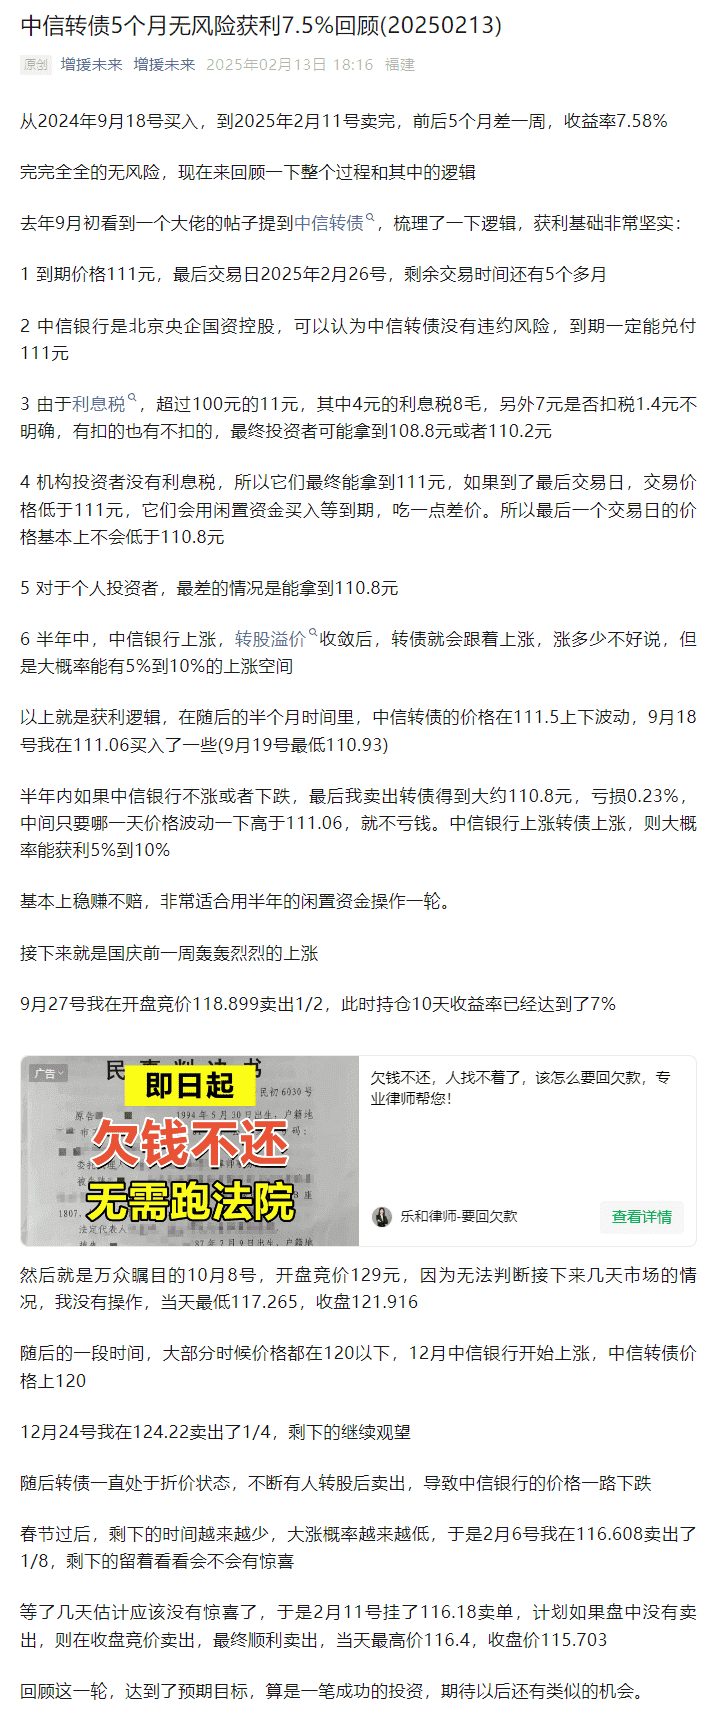 中信转债5个月无风险获利7.5%回顾(20250213)
原创 增援未来 增援未来 2025年02月13日 18:16 福建
从2024年9月18号买入，到2025年2月11号卖完，前后5个月差一周，收益率7.58%
完完全全的无风险，现在来回顾一下整个过程和其中的逻辑
去年9月初看到一个大佬的帖子提到中信转债，梳理了一下逻辑，获利基础非常坚实：
1 到期价格111元，最后交易日2025年2月26号，剩余交易时间还有5个多月
2 中信银行是北京央企国资控股，可以认为中信转债没有违约风险，到期一定能兑付
111元
3 由于利息税，超过100元的11元，其中4元的利息税8毛，另外7元是否扣税1.4元不
明确，有扣的也有不扣的，最终投资者可能拿到108.8元或者110.2元
4 机构投资者没有利息税，所以它们最终能拿到111元，如果到了最后交易日，交易价
格低于111元，它们会用闲置资金买入等到期，吃一点差价。所以最后一个交易日的价
格基本上不会低于110.8元
5 对于个人投资者，最差的情况是能拿到110.8元
6 半年中，中信银行上涨，转股溢价收敛后，转债就会跟着上涨，涨多少不好说，但
是大概率能有5%到10%的上涨空间
以上就是获利逻辑，在随后的半个月时间里，中信转债的价格在111.5上下波动，9月18
号我在111.06买入了一些(9月19号最低110.93)
半年内如果中信银行不涨或者下跌，最后我卖出转债得到大约110.8元，亏损0.23%，
中间只要哪一天价格波动一下高于111.06，就不亏钱。中信银行上涨转债上涨，则大概
率能获利5%到10%
基本上稳赚不赔，非常适合用半年的闲置资金操作一轮。
接下来就是国庆前一周轰轰烈烈的上涨
9月27号我在开盘竞价118.899卖出1/2，此时持仓10天收益率已经达到了7%
广告
民事判决书
即日起
民初6030号
原告
1994年5月30日出生，户籍地
欠钱不还
无需跑法院
1807.
法定代表人
欠钱不还，人找不着了，该怎么要回欠款，专
业律师帮您！
乐和律师-要回欠款
查看详情
然后就是万众瞩目的10月8号，开盘竞价129元，因为无法判断接下来几天市场的情
况，我没有操作，当天最低117.265，收盘121.916
随后的一段时间，大部分时候价格都在120以下，12月中信银行开始上涨，中信转债价
格上120
12月24号我在124.22卖出了1/4，剩下的继续观望
随后转债一直处于折价状态，不断有人转股后卖出，导致中信银行的价格一路下跌
春节过后，剩下的时间越来越少，大涨概率越来越低，于是2月6号我在116.608卖出了
1/8，剩下的留着看看会不会有惊喜
等了几天估计应该没有惊喜了，于是2月11号挂了116.18卖单，计划如果盘中没有卖
出，则在收盘竞价卖出，最终顺利卖出，当天最高价116.4，收盘价115.703
回顾这一轮，达到了预期目标，算是一笔成功的投资，期待以后还有类似的机会。